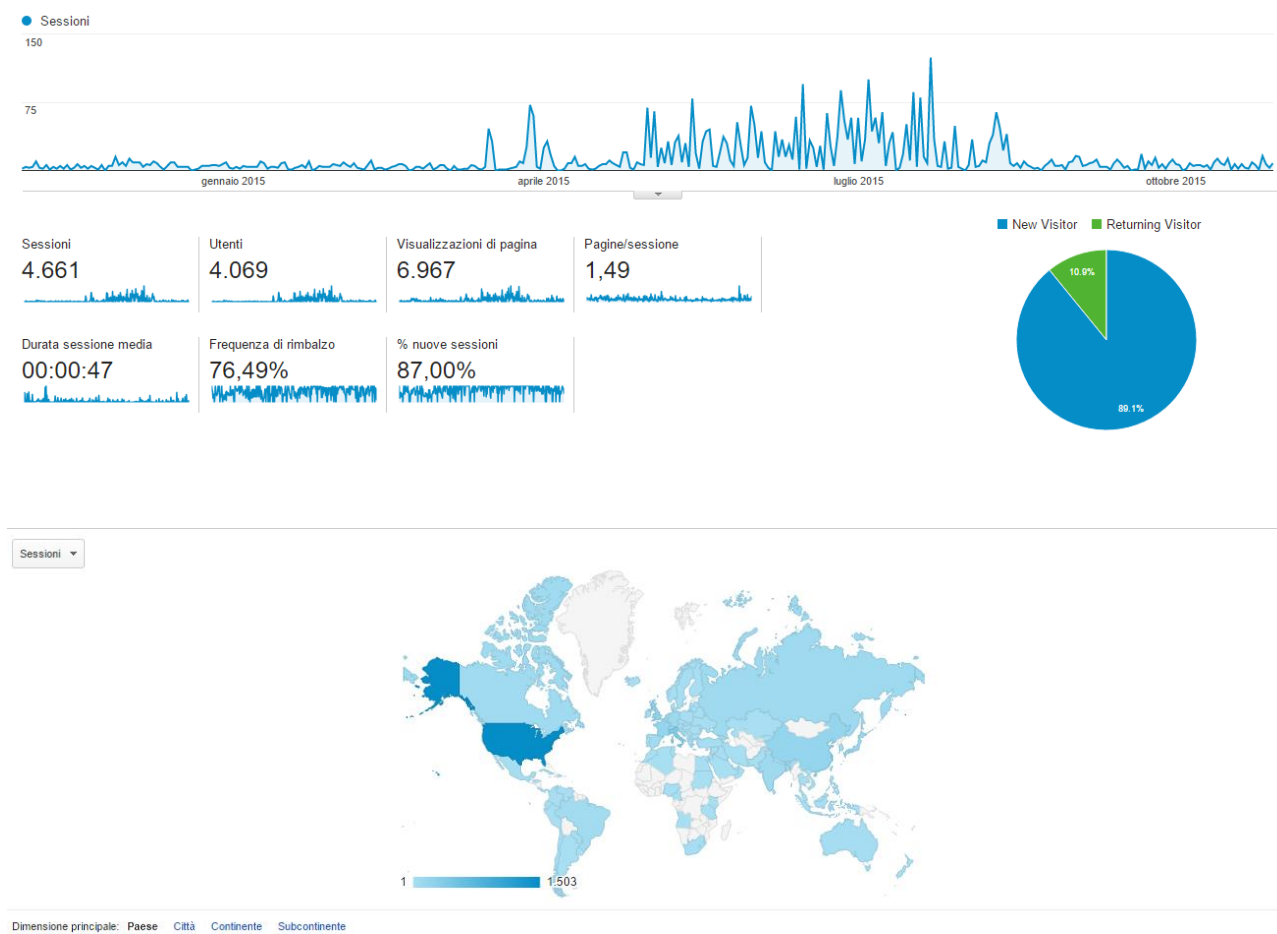 Sessioni
150
75
gennaio 2015 aprile 2015 luglio 2015 ottobre 2015
New Visitor Returning Visitor
Sessioni Utenti Visualizzazioni di pagina Pagine/sessione
4.661 4.069 6.967 1,49
10.9%
Durata sessione media Frequenza di rimbalzo % nuove sessioni
00:00:47 76,49% 87,00%
89.1%
Sessioni
1 1.503
Dimensione principale: Paese Città Continente Subcontinente